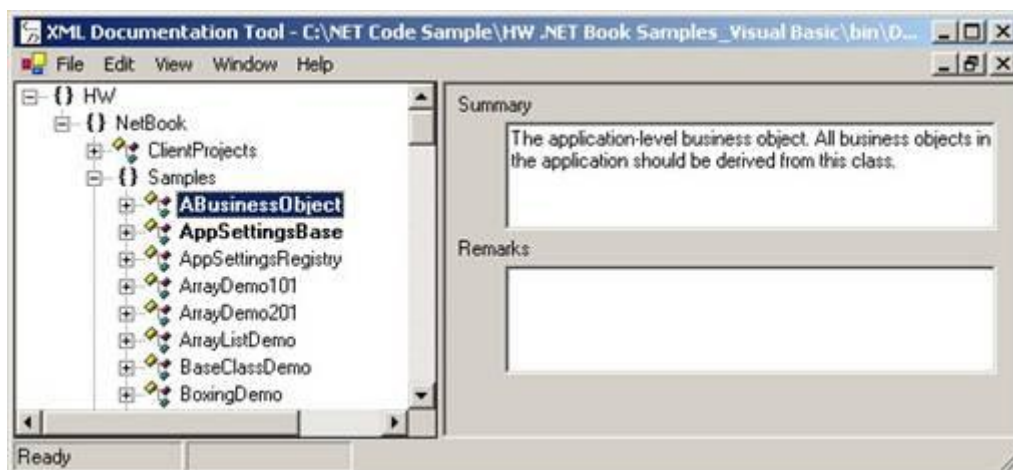 XML Documentation Tool - C:\NET Code Sample\HW .NET Book Samples_Visual Basic\bin\D...
File Edit View Window Help
{} HW
{} NetBook
ClientProjects
{} Samples
ABusinessObject
AppSettingsBase
AppSettingsRegistry
ArrayDemo101
ArrayDemo201
ArrayListDemo
BaseClassDemo
BoxingDemo
Summary
The application-level business object. All business objects in
the application should be derived from this class.
Remarks
Ready